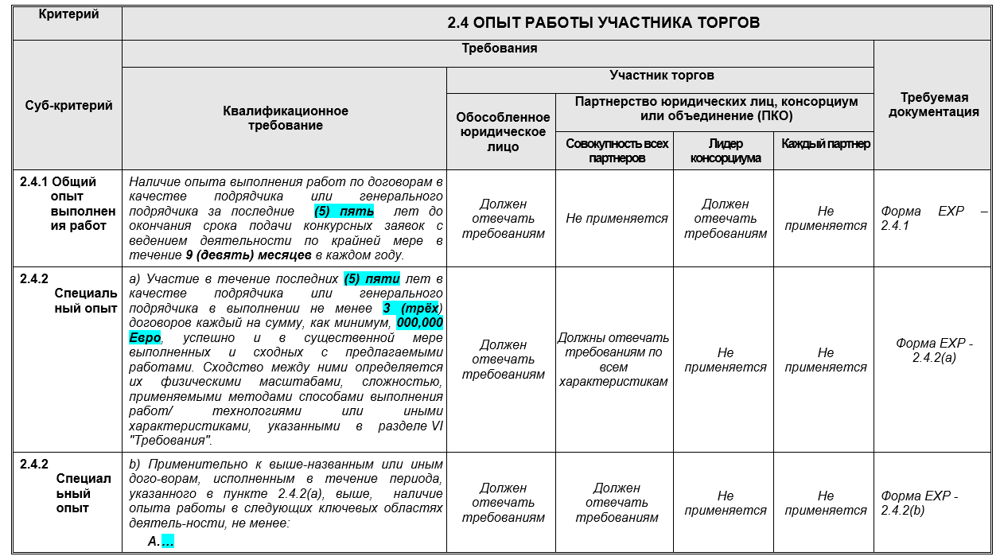 Критерий
2.4 ОПЫТ РАБОТЫ УЧАСТНИКА ТОРГОВ
Суб-критерий
Требования
Требуемая
документация
Квалификационное
требование
Участник торгов
Обособленное
юридическое
лицо
Партнерство юридических лиц, консорциум
или объединение (ПКО)
Совокупность всех
партнеров
Лидер
консорциума
Каждый партнер
2.4.1 Общий
опыт
выполнен
ия работ
Наличие опыта выполнения работ по договорам в
качестве подрядчика или генерального
подрядчика за последние (5) пять лет до
окончания срока подачи конкурсных заявок с
ведением деятельности по крайней мере в
течение 9 (девять) месяцев в каждом году.
Должен
отвечать
требованиям
Не применяется
Должен
отвечать
требованиям
Не
применяется
Форма EXP –
2.4.1
2.4.2
Специаль
ный опыт
а) Участие в течение последних (5) пяти лет в
качестве подрядчика или генерального
подрядчика в выполнении не менее 3 (трёх)
договоров каждый на сумму, как минимум, 000,000
Евро, успешно и в существенной мере
выполненных и сходных с предлагаемыми
работами. Сходство между ними определяется
их физическими масштабами, сложностью,
применяемыми методами способами выполнения
работ/ технологиями или иными
характеристиками, указанными в разделе VI
"Требования".
Должен
отвечать
требованиям
Должны отвечать
требованиям по
всем
характеристикам
Не
применяется
Не
применяется
Форма EXP -
2.4.2(а)
2.4.2
Специал
ьный
опыт
b) Применительно к выше-названным или иным
дого-ворам, исполненным в течение периода,
указанного в пункте 2.4.2(а), выше, наличие
опыта работы в следующих ключевых областях
деятель-ности, не менее:
А.…
Должен
отвечать
требованиям
Должен
отвечать
требованиям
Не
применяется
Не
применяется
Форма EXP -
2.4.2(b)